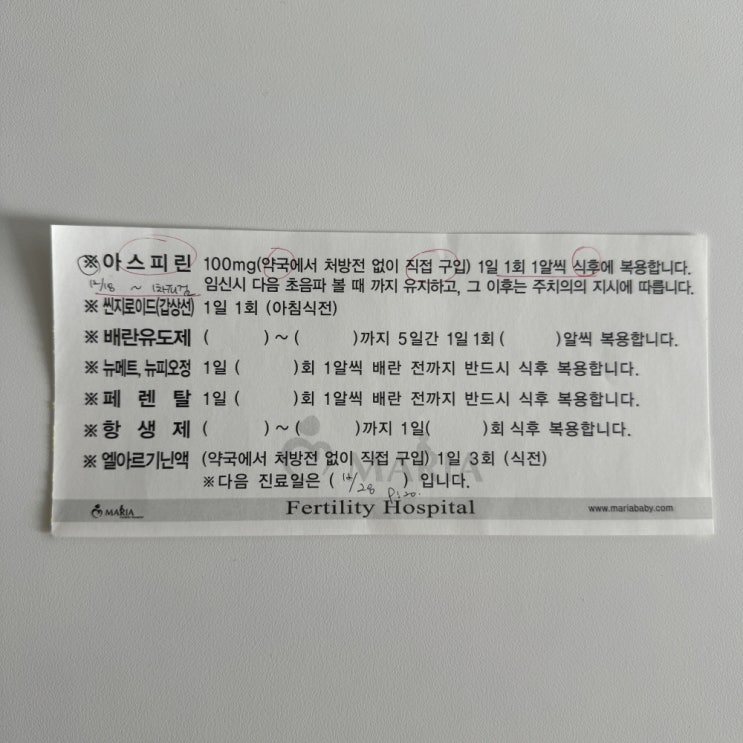 ※아스피린 100mg(약국에서 처방전 없이 직접 구입) 1일 1회 1알씩 식후에 복용합니다.
12/18 ~ 임신시 다음 초음파 볼 때 까지 유지하고, 그 이후는 주치의의 지시에 따릅니다.
※ 씬지로이드(갑상선) 1일 1회 (아침식전)
※ 배란유도제 ( ) ~ ( )까지 5일간 1일 1회 ( )알씩 복용합니다.
※ 뉴메트, 뉴피오정 1일 ( )회 1알씩 배란 전까지 반드시 식후 복용합니다.
※ 페 렌 탈 1일 ( )회 1알씩 배란 전까지 반드시 식후 복용합니다.
※ 항 생 제 ( ) ~ ( )까지 1일( )회 식후 복용합니다.
※ 엘아르기닌액 (약국에서 처방전 없이 직접 구입) 1일 3회 (식전)
※다음 진료일은 ( 12/28 ) 입니다.
MARIA
MARIA
Fertility Hospital
www.mariababy.com